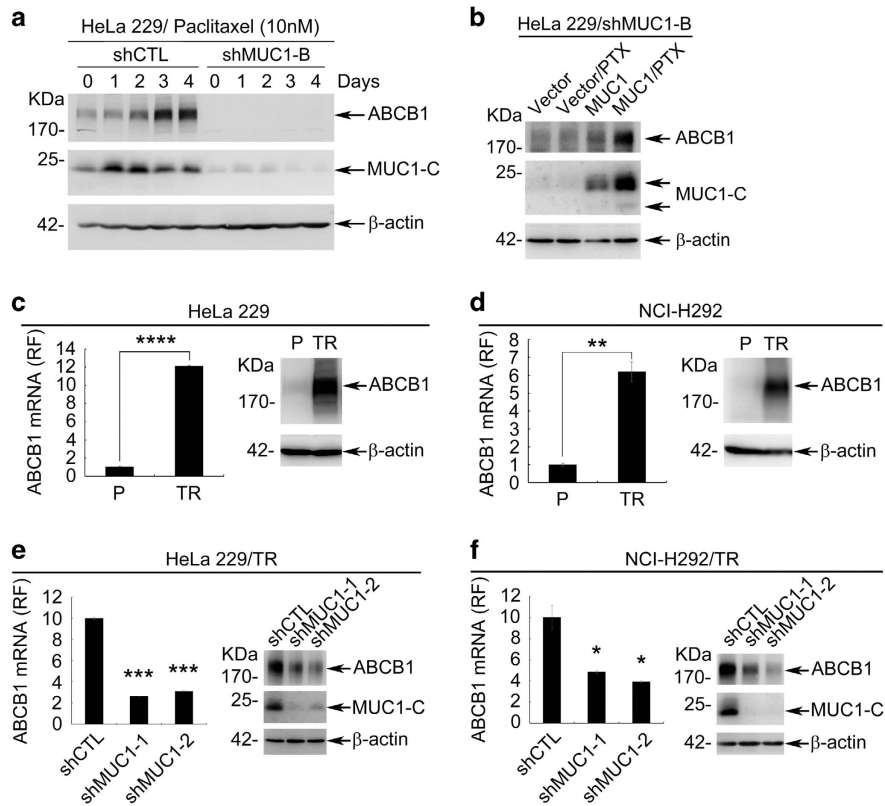 a
HeLa 229/ Paclitaxel (10nM)
shCTL shMUC1-B
0 1 2 3 4 0 1 2 3 4 Days
KDa
170-
ABCB1
25-
MUC1-C
42-
β-actin
b
HeLa 229/shMUC1-B
Vector
Vector/PTX
MUC1
MUC1/PTX
KDa
170-
ABCB1
25-
MUC1-C
42-
β-actin
c
HeLa 229
ABCB1 mRNA (RF)
14
12
10
8
6
4
2
0
****
P TR
P TR
KDa
170-
ABCB1
42-
β-actin
d
NCI-H292
ABCB1 mRNA (RF)
8
7
6
5
4
3
2
1
0
**
P TR
P TR
KDa
170-
ABCB1
42-
β-actin
e
HeLa 229/TR
ABCB1 mRNA (RF)
12
10
8
6
4
2
0
*** ***
shCTL
shMUC1-1
shMUC1-2
shCTL
shMUC1-1
shMUC1-2
KDa
170-
ABCB1
25-
MUC1-C
42-
β-actin
f
NCI-H292/TR
ABCB1 mRNA (RF)
12
10
8
6
4
2
0
* *
shCTL
shMUC1-1
shMUC1-2
shCTL
shMUC1-1
shMUC1-2
KDa
170-
ABCB1
25-
MUC1-C
42-
β-actin